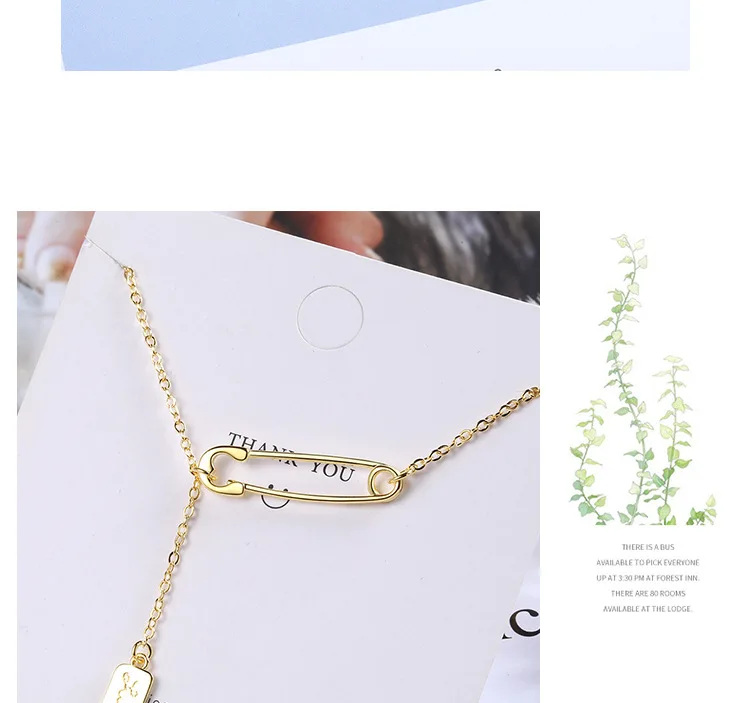 THANK YOU
THERE IS A BUS
AVAILABLE TO PICK EVERYONE
UP AT 3:30 PM AT FOREST INN.
THERE ARE 80 ROOMS
AVAILABLE AT THE LODGE.